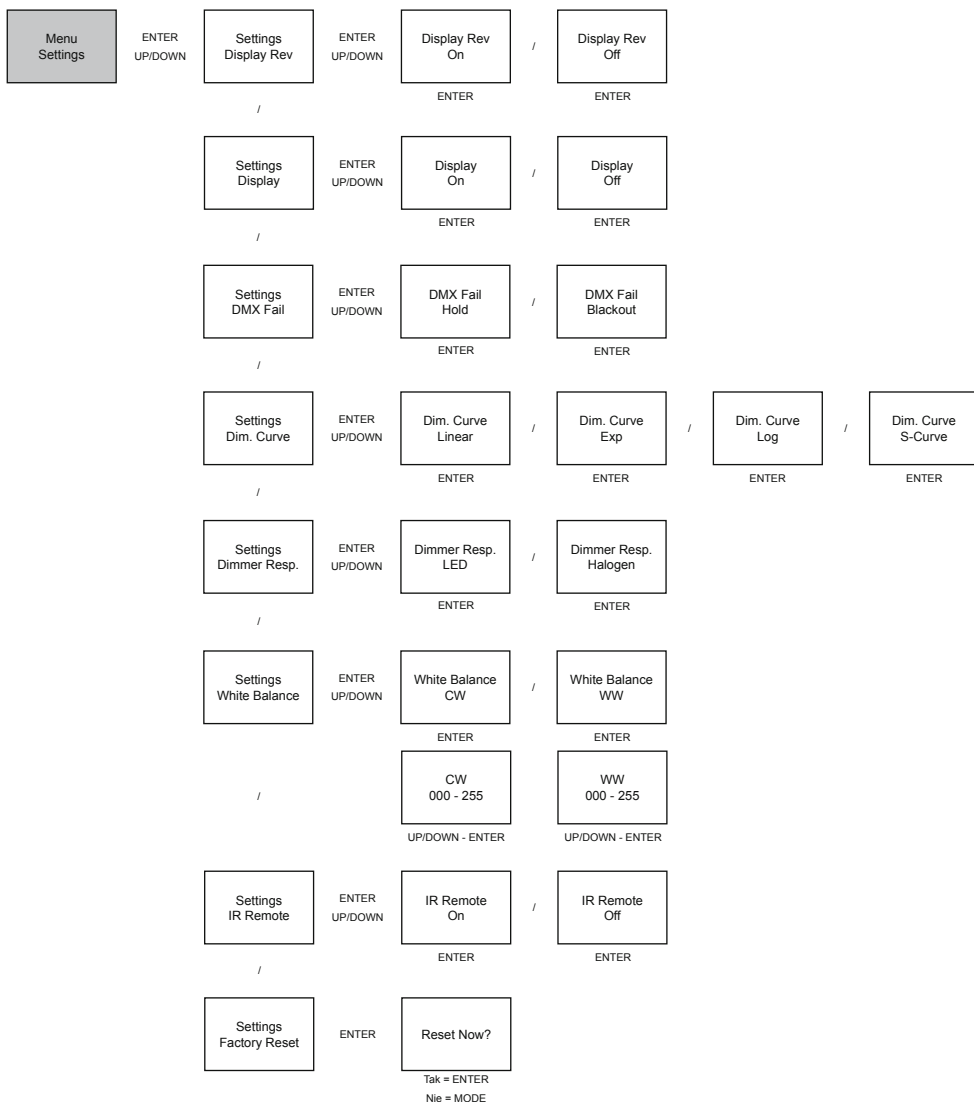 Menu
Settings
ENTER
UP/DOWN
Settings
Display Rev
ENTER
UP/DOWN
Display Rev
On
ENTER
/
Display Rev
Off
ENTER
/
Settings
Display
ENTER
UP/DOWN
Display
On
ENTER
/
Display
Off
ENTER
/
Settings
DMX Fail
ENTER
UP/DOWN
DMX Fail
Hold
ENTER
/
DMX Fail
Blackout
ENTER
/
Settings
Dim. Curve
ENTER
UP/DOWN
Dim. Curve
Linear
ENTER
/
Dim. Curve
Exp
ENTER
/
Dim. Curve
Log
ENTER
/
Dim. Curve
S-Curve
ENTER
/
Settings
Dimmer Resp.
ENTER
UP/DOWN
Dimmer Resp.
LED
ENTER
/
Dimmer Resp.
Halogen
ENTER
/
Settings
White Balance
ENTER
UP/DOWN
White Balance
CW
ENTER
/
White Balance
WW
ENTER
/
CW
000 - 255
UP/DOWN - ENTER
WW
000 - 255
UP/DOWN - ENTER
Settings
IR Remote
ENTER
UP/DOWN
IR Remote
On
ENTER
/
IR Remote
Off
ENTER
/
Settings
Factory Reset
ENTER
Reset Now?
Tak = ENTER
Nie = MODE